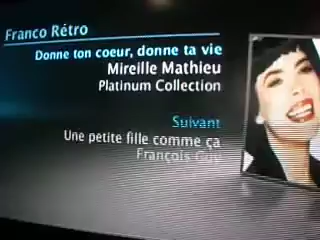 Franco Rétro
Donne ton coeur, donne ta vie
Mireille Mathieu
Platinum Collection
Suivant
Une petite fille comme ça
François Guy